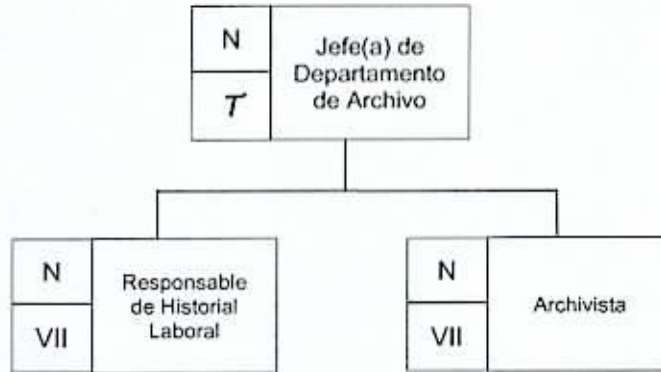 N
T
Jefe(a) de
Departamento
de Archivo
N
VII
Responsable
de Historial
Laboral
N
VII
Archivista